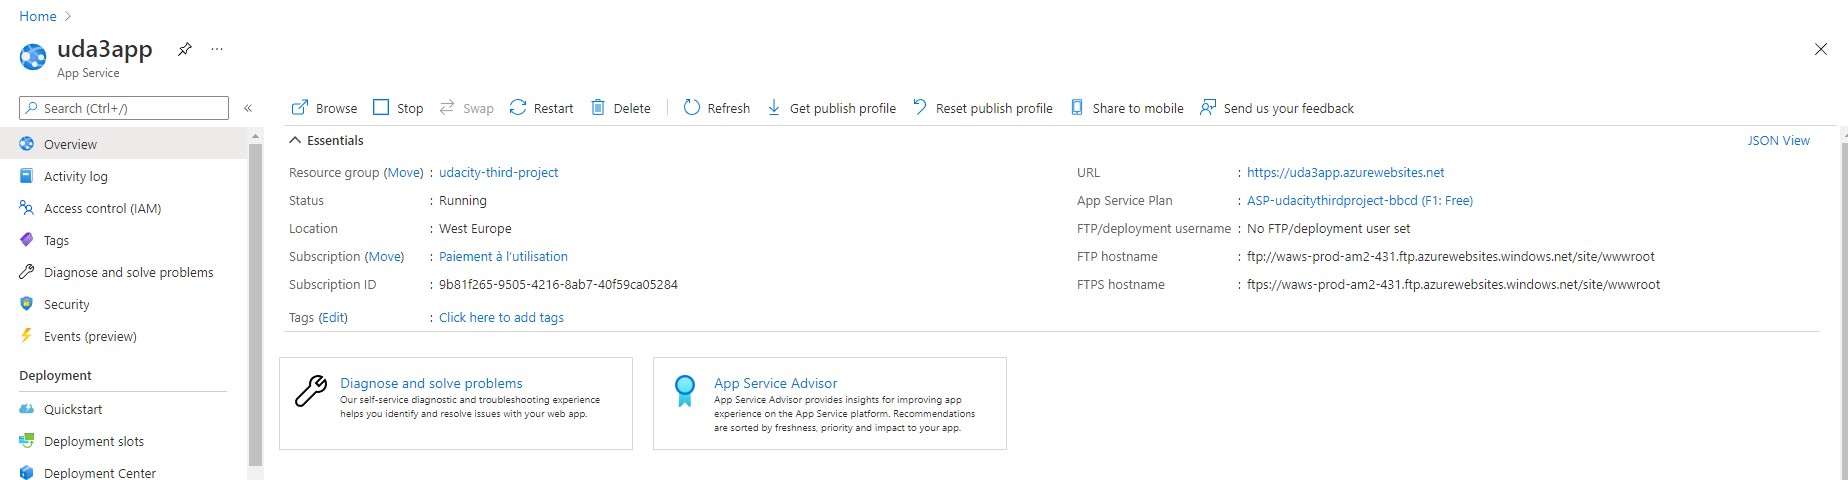 Home
uda3app
App Service
Search (Ctrl+/)
Browse Stop Swap Restart Delete Refresh Get publish profile Reset publish profile Share to mobile Send us your feedback
Overview
Activity log
Access control (IAM)
Tags
Diagnose and solve problems
Security
Events (preview)
Deployment
Quickstart
Deployment slots
Deployment Center
Essentials
JSON View
Resource group (Move) : udacity-third-project
Status : Running
Location : West Europe
Subscription (Move) : Paiement à l'utilisation
Subscription ID : 9b81f265-9505-4216-8ab7-40f59ca05284
Tags (Edit) : Click here to add tags
URL : https://uda3app.azurewebsites.net
App Service Plan : ASP-udacitythirdproject-bbcd (F1: Free)
FTP/deployment username : No FTP/deployment user set
FTP hostname : ftp://waws-prod-am2-431.ftp.azurewebsites.windows.net/site/wwwroot
FTPS hostname : ftps://waws-prod-am2-431.ftp.azurewebsites.windows.net/site/wwwroot
Diagnose and solve problems
Our self-service diagnostic and troubleshooting experience
helps you identify and resolve issues with your web app.
App Service Advisor
App Service Advisor provides insights for improving app
experience on the App Service platform. Recommendations
are sorted by freshness, priority and impact to your app.